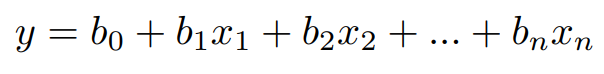 y = b₀ + b₁x₁ + b₂x₂ + ... + bₙxₙ